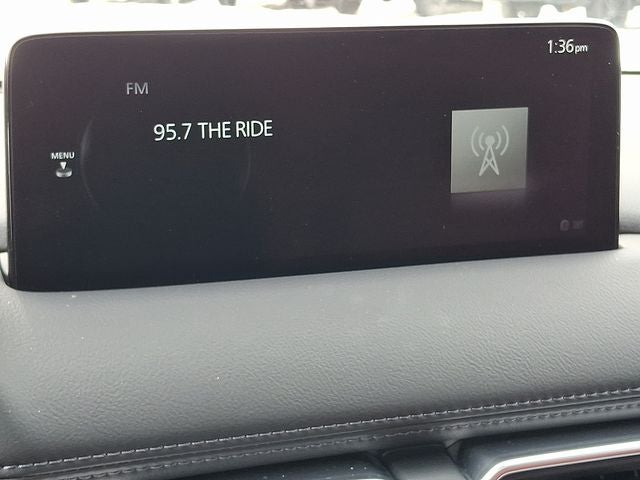 1:36pm
FM
95.7 THE RIDE
MENU